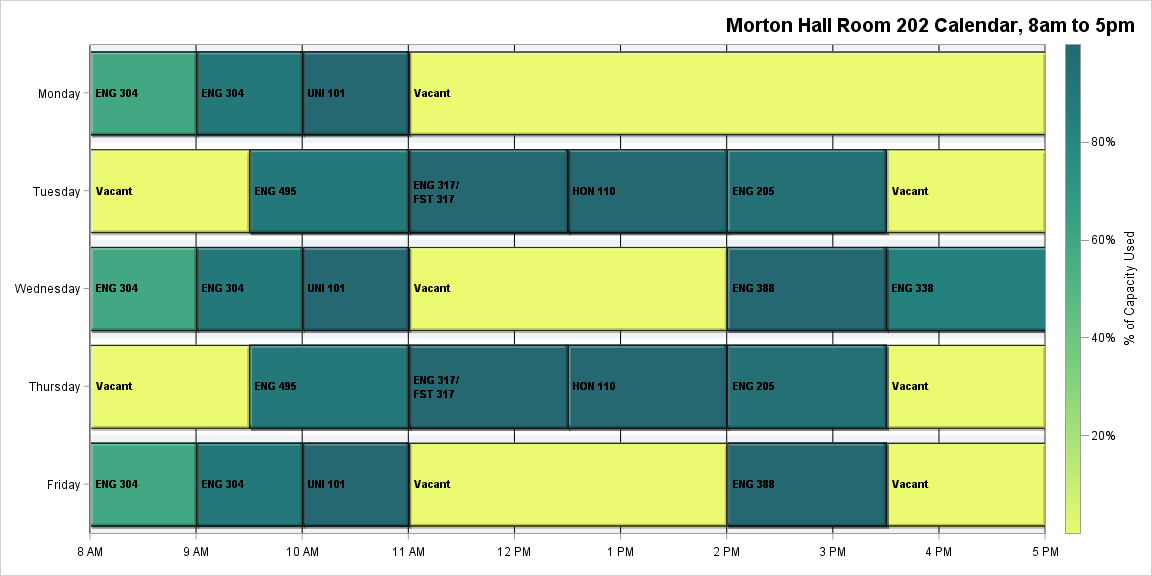 Morton Hall Room 202 Calendar, 8am to 5pm
Monday
ENG 304
ENG 304
UNI 101
Vacant
Tuesday
Vacant
ENG 495
ENG 317/
FST 317
HON 110
ENG 205
Vacant
Wednesday
ENG 304
ENG 304
UNI 101
Vacant
ENG 388
ENG 338
Thursday
Vacant
ENG 495
ENG 317/
FST 317
HON 110
ENG 205
Vacant
Friday
ENG 304
ENG 304
UNI 101
Vacant
ENG 388
Vacant
8 AM
9 AM
10 AM
11 AM
12 PM
1 PM
2 PM
3 PM
4 PM
5 PM
80%
60%
40%
20%
% of Capacity Used